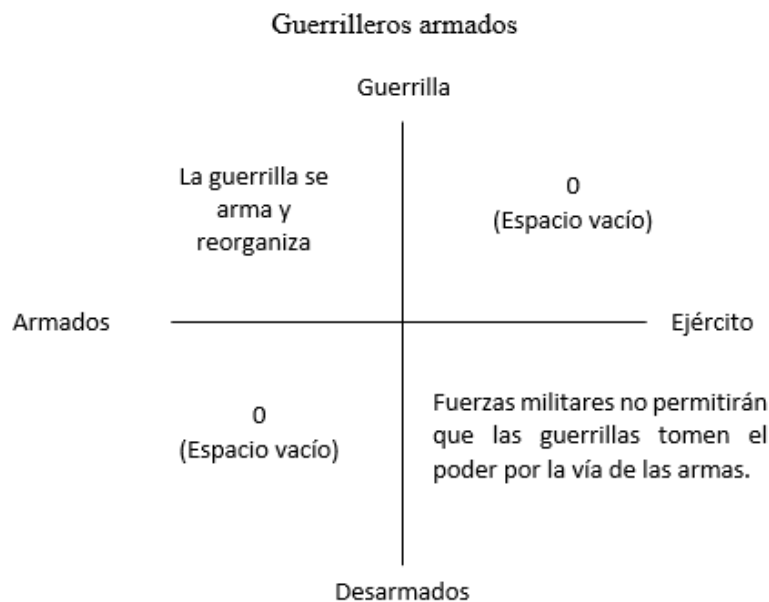 Guerrilleros armados
Guerrilla
La guerrilla se
arma y
reorganiza
0
(Espacio vacío)
Armados
Ejército
0
(Espacio vacío)
Fuerzas militares no permitirán
que las guerrillas tomen el
poder por la vía de las armas.
Desarmados